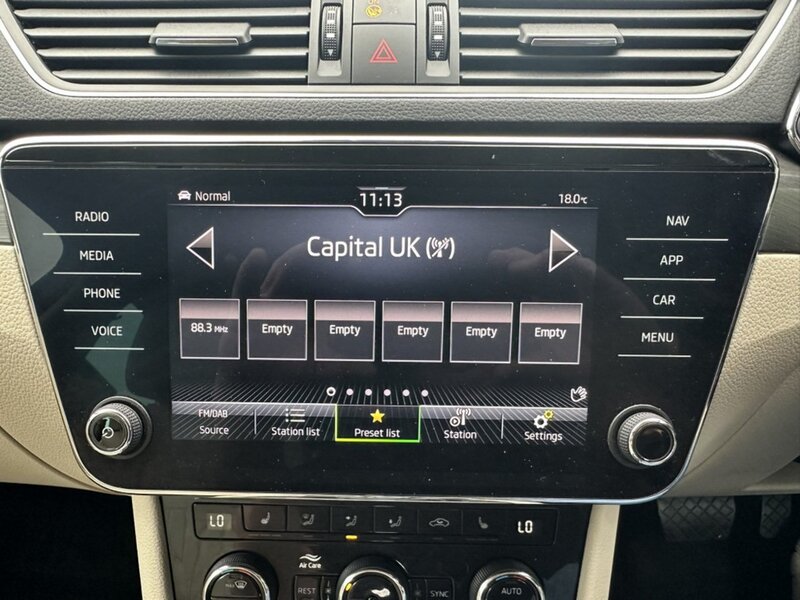 Normal
11:13
18.0°C
Capital UK
88.3 MHz
Empty
Empty
Empty
Empty
Empty
FM/DAB
Source
Station list
Preset list
Station
Settings
RADIO
MEDIA
PHONE
VOICE
NAV
APP
CAR
MENU
LO
LO
Air Care
REST
SYNC
AUTO
MAX